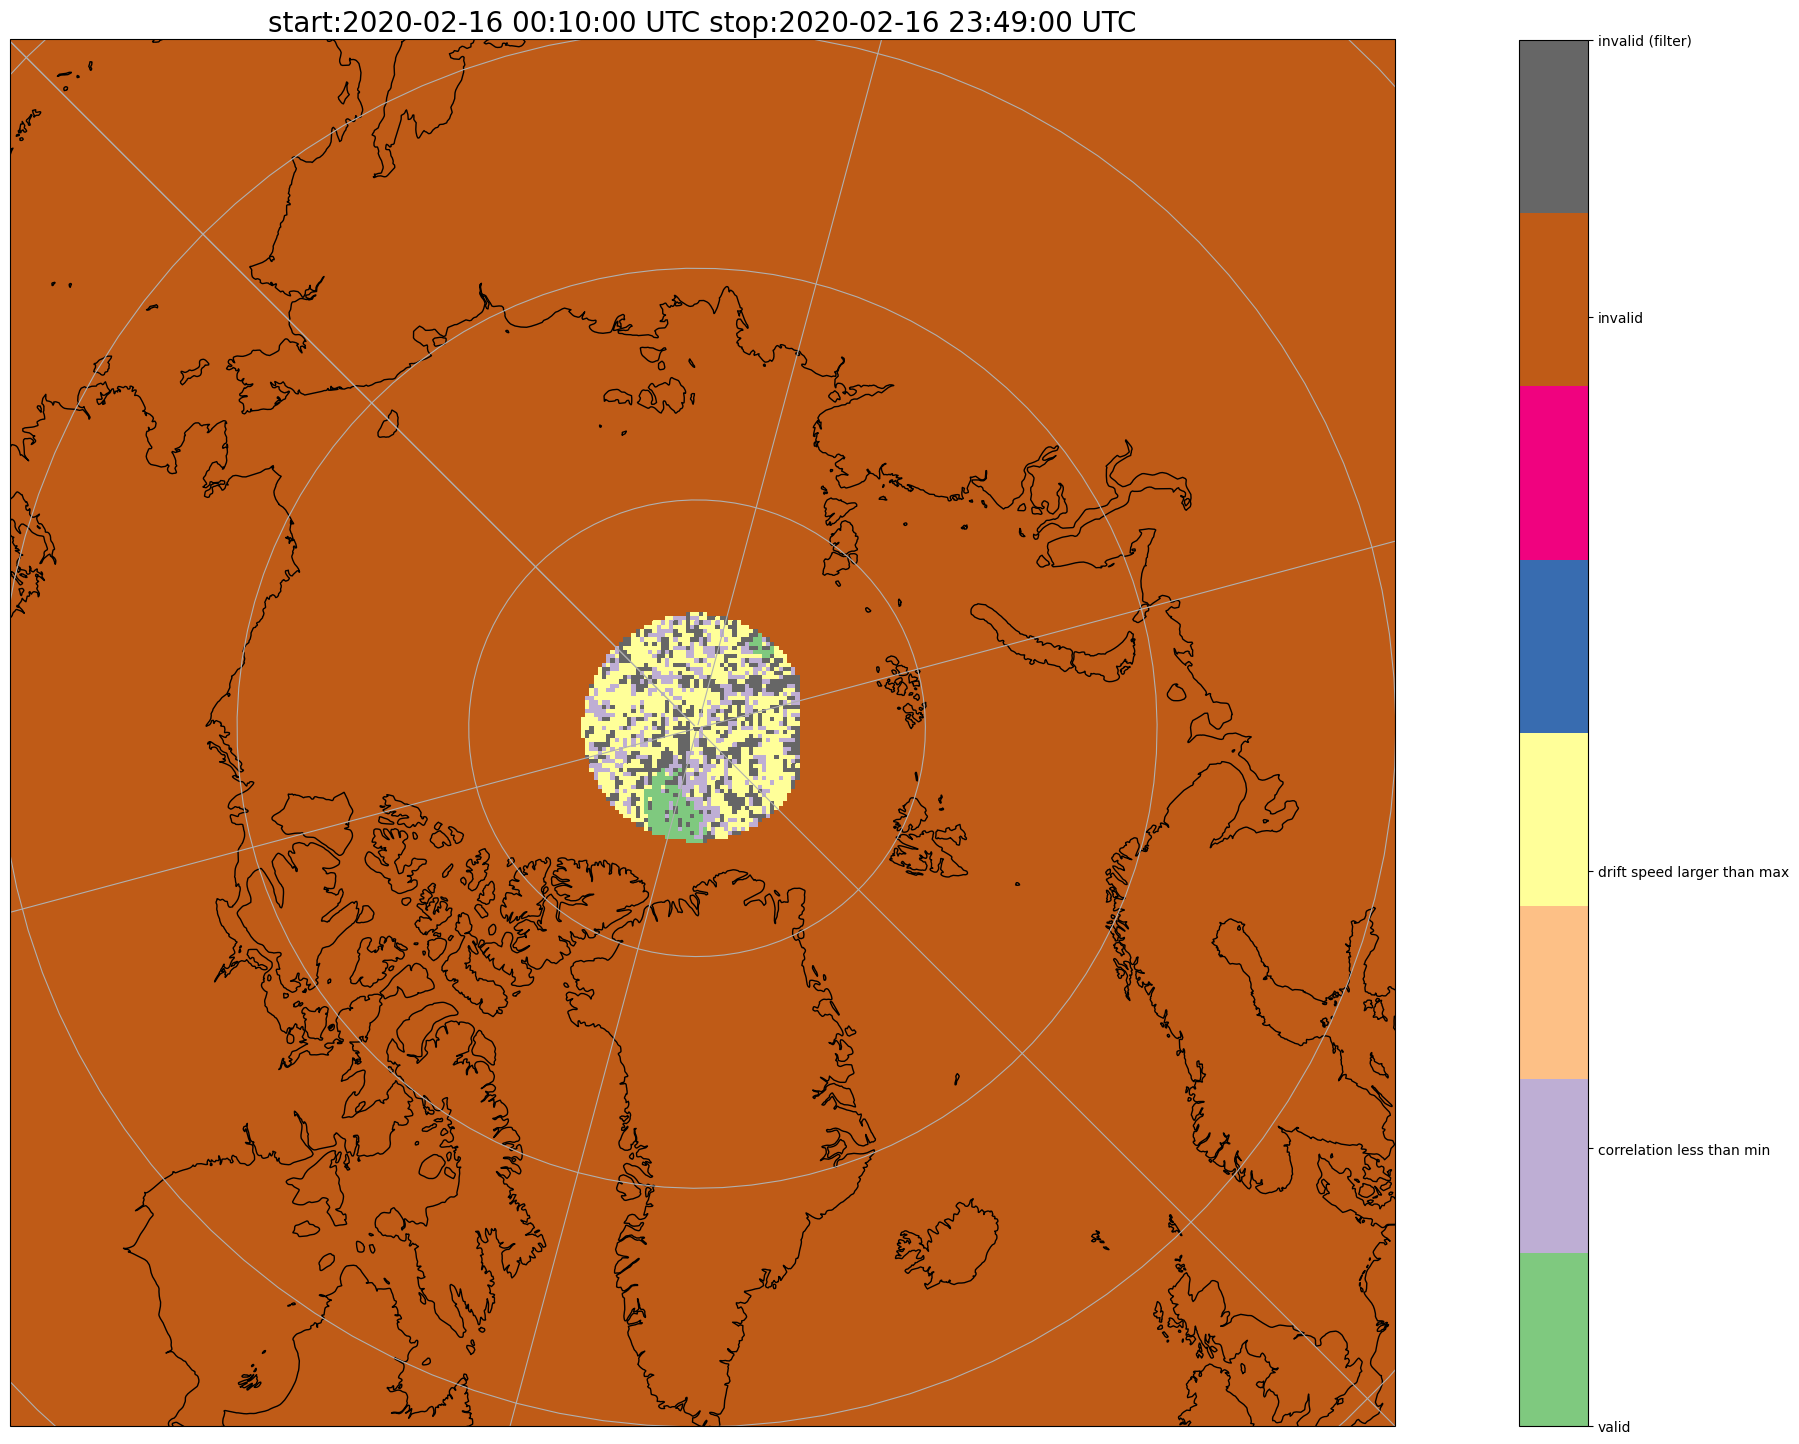 start:2020-02-16 00:10:00 UTC stop:2020-02-16 23:49:00 UTC
invalid (filter)
invalid
drift speed larger than max
correlation less than min
valid